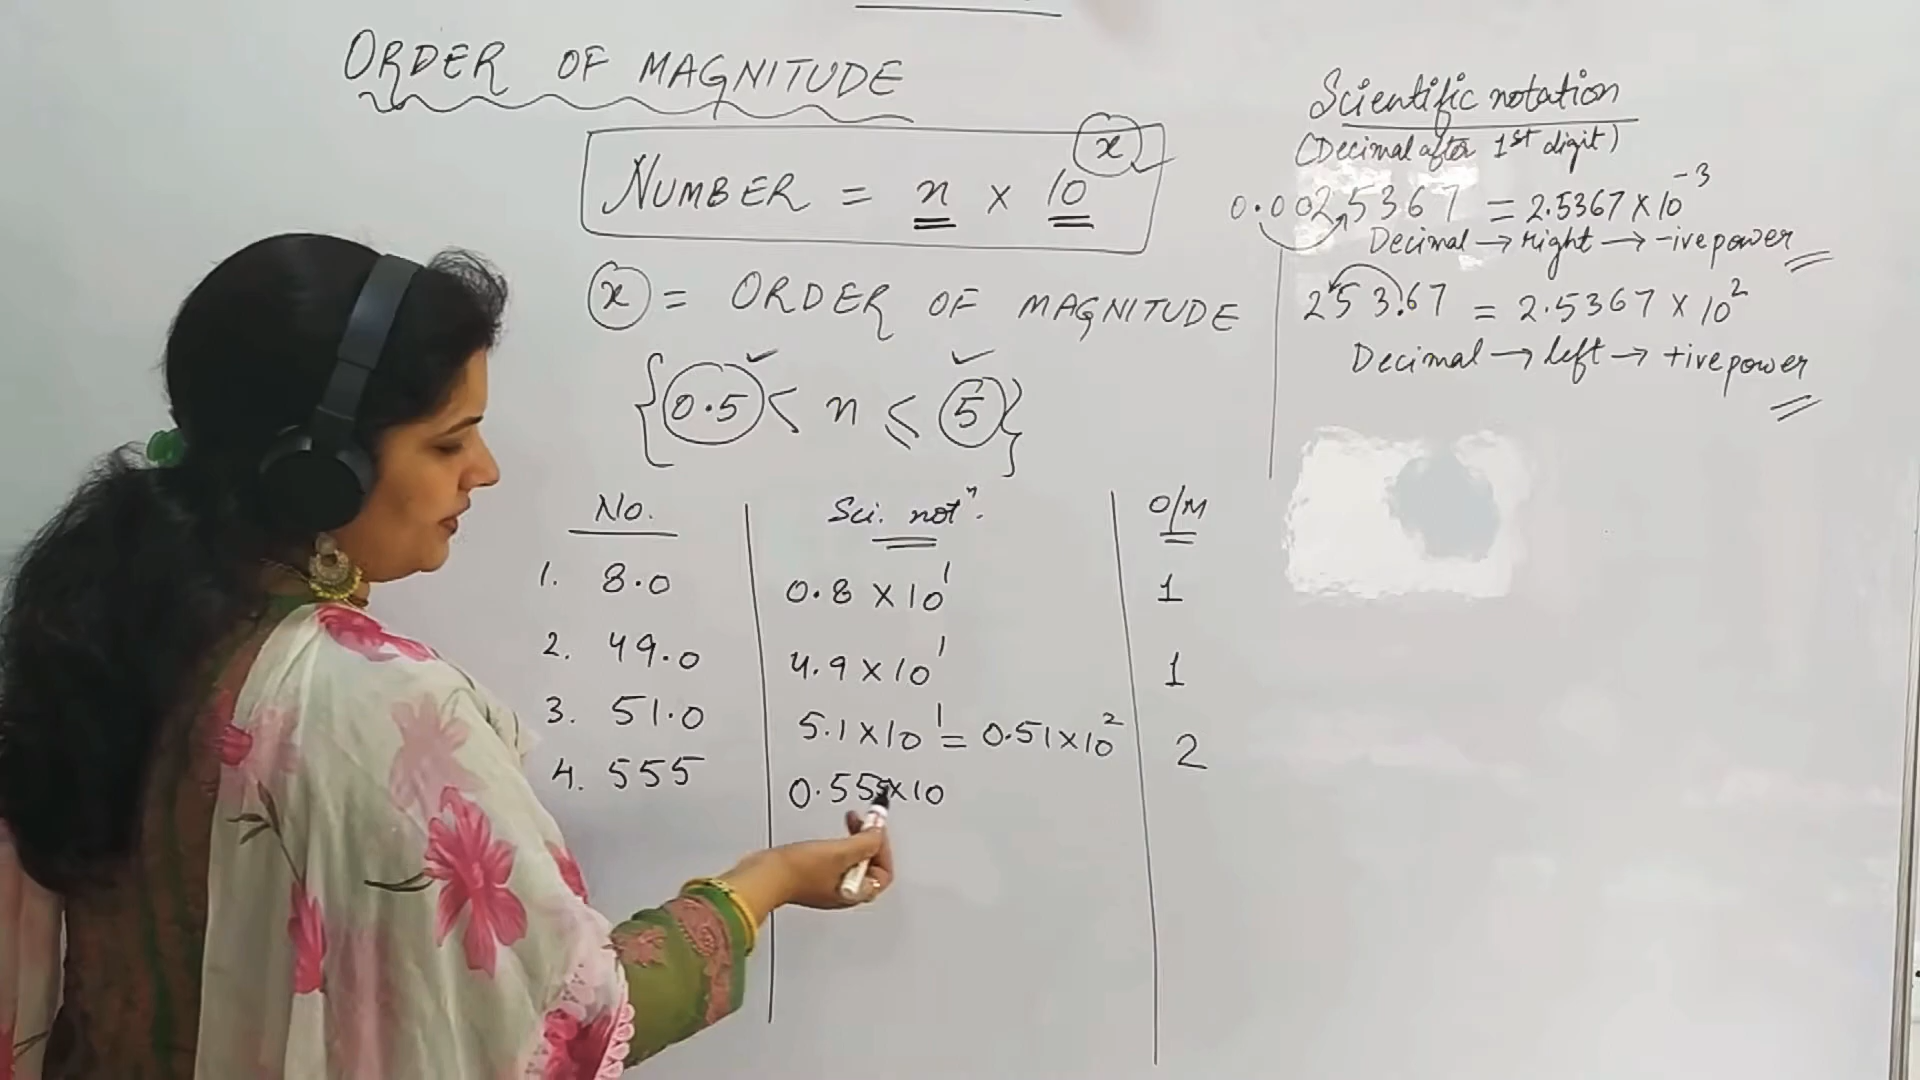 ORDER OF MAGNITUDE
NUMBER = n × 10^x
x = ORDER OF MAGNITUDE
{0.5 < n ≤ 5}
Scientific notation
(Decimal after 1st digit)
0.0025367 = 2.5367 × 10^-3
Decimal → right → -ive power
253.67 = 2.5367 × 10^2
Decimal → left → +ive power
No. Sci. not^n. O/M
1. 8.0 0.8 × 10^1 1
2. 49.0 4.9 × 10^1 1
3. 51.0 5.1 × 10^1 = 0.51 × 10^2 2
4. 555 0.555 × 10